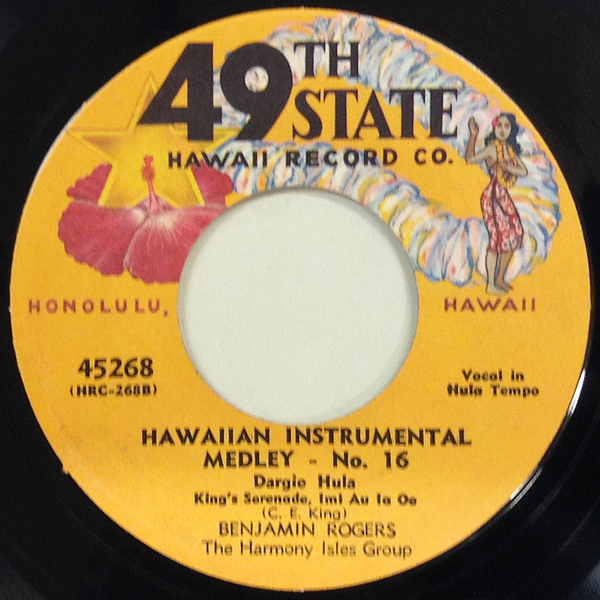 49TH
STATE
HAWAII RECORD CO.
HONOLULU, HAWAII
45268
(HRC-268B)
Vocal in
Hula Tempo
HAWAIIAN INSTRUMENTAL
MEDLEY - No. 16
Dargie Hula
King's Serenade, Imi Au Ia Oe
(C. E. King)
BENJAMIN ROGERS
The Harmony Isles Group